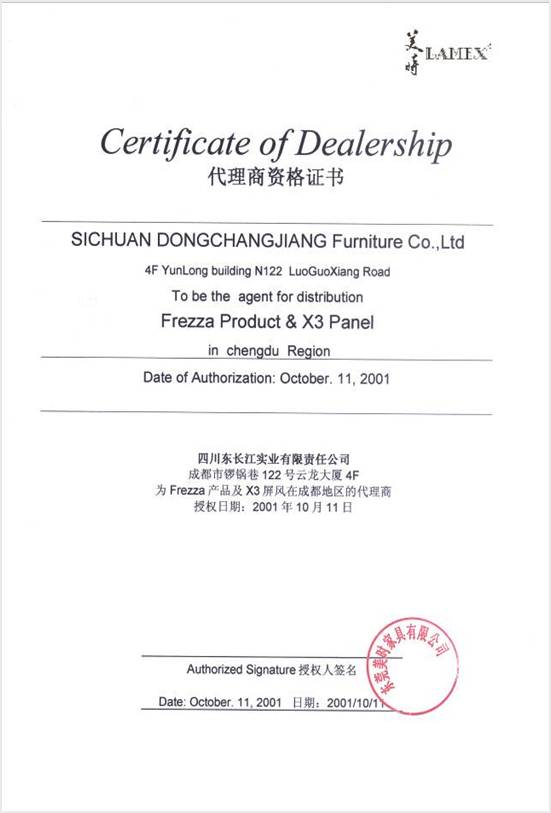 美时 LAMEX
Certificate of Dealership
代理商资格证书
SICHUAN DONGCHANGJIANG Furniture Co.,Ltd
4F YunLong building N122 LuoGuoXiang Road
To be the agent for distribution
Frezza Product & X3 Panel
in chengdu Region
Date of Authorization: October. 11, 2001
四川东长江实业有限责任公司
成都市锣锅巷 122 号云龙大厦 4F
为 Frezza 产品及 X3 屏风在成都地区的代理商
授权日期：2001 年 10 月 11 日
东莞美时家具有限公司
Authorized Signature 授权人签名
Date: October. 11, 2001 日期：2001/10/11